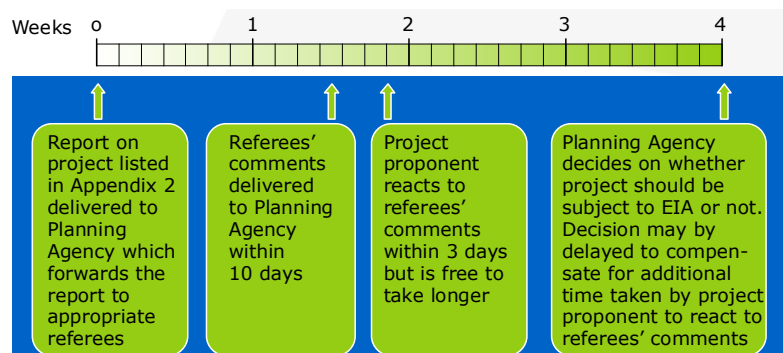 Weeks 0 1 2 3 4
Report on
project listed
in Appendix 2
delivered to
Planning
Agency which
forwards the
report to
appropriate
referees
Referees'
comments
delivered
to Planning
Agency
within
10 days
Project
proponent
reacts to
referees'
comments
within 3 days
but is free to
take longer
Planning Agency
decides on whether
project should be
subject to EIA or not.
Decision may by
delayed to compen-
sate for additional
time taken by project
proponent to react to
referees' comments